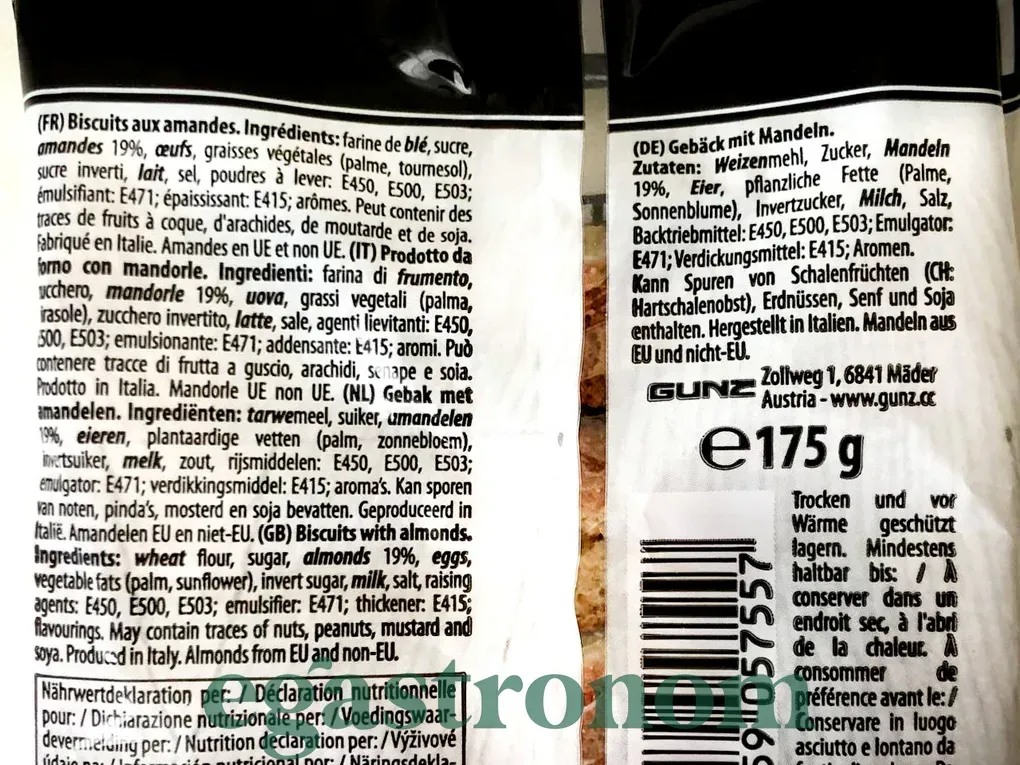 (FR) Biscuits aux amandes. Ingrédients: farine de blé, sucre,
amandes 19%, œufs, graisses végétales (palme, tournesol),
sucre inverti, lait, sel, poudres à lever: E450, E500, E503;
émulsifiant: E471; épaississant: E415; arômes. Peut contenir des
traces de fruits à coque, d'arachides, de moutarde et de soja.
Fabriqué en Italie. Amandes en UE et non UE. (IT) Prodotto da
forno con mandorle. Ingredienti: farina di frumento,
zucchero, mandorle 19%, uova, grassi vegetali (palma,
girasole), zucchero invertito, latte, sale, agenti lievitanti: E450,
E500, E503; emulsionante: E471; addensante: E415; aromi. Può
contenere tracce di frutta a guscio, arachidi, senape e soia.
Prodotto in Italia. Mandorle UE non UE. (NL) Gebak met
amandelen. Ingrediënten: tarwemeel, suiker, amandelen
19%, eieren, plantaardige vetten (palm, zonnebloem),
invertsuiker, melk, zout, rijsmiddelen: E450, E500, E503;
emulgator: E471; verdikkingsmiddel: E415; aroma's. Kan sporen
van noten, pinda's, mosterd en soja bevatten. Geproduceerd in
Italië. Amandelen EU en niet-EU. (GB) Biscuits with almonds.
Ingredients: wheat flour, sugar, almonds 19%, eggs,
vegetable fats (palm, sunflower), invert sugar, milk, salt, raising
agents: E450, E500, E503; emulsifier: E471; thickener: E415;
flavourings. May contain traces of nuts, peanuts, mustard and
soya. Produced in Italy. Almonds from EU and non-EU.
Nährwertdeklaration per: / Déclaration nutritionnelle
pour: / Dichiarazione nutrizionale per: / Voedingswaar-
devermelding per: / Nutrition declaration per: / Výživové
(DE) Gebäck mit Mandeln.
Zutaten: Weizenmehl, Zucker, Mandeln
19%, Eier, pflanzliche Fette (Palme,
Sonnenblume), Invertzucker, Milch, Salz,
Backtriebmittel: E450, E500, E503; Emulgator:
E471; Verdickungsmittel: E415; Aromen.
Kann Spuren von Schalenfrüchten (CH:
Hartschalenobst), Erdnüssen, Senf und Soja
enthalten. Hergestellt in Italien. Mandeln aus
EU und nicht-EU.
GUNZ Zollweg 1, 6841 Mäder
Austria - www.gunz.cc
e 175 g
Trocken und vor
Wärme geschützt
lagern. Mindestens
haltbar bis: / À
conserver dans un
endroit sec, à l'abri
de la chaleur. À
consommer de
préférence avant le: /
Conservare in luogo
asciutto e lontano da
egastronom